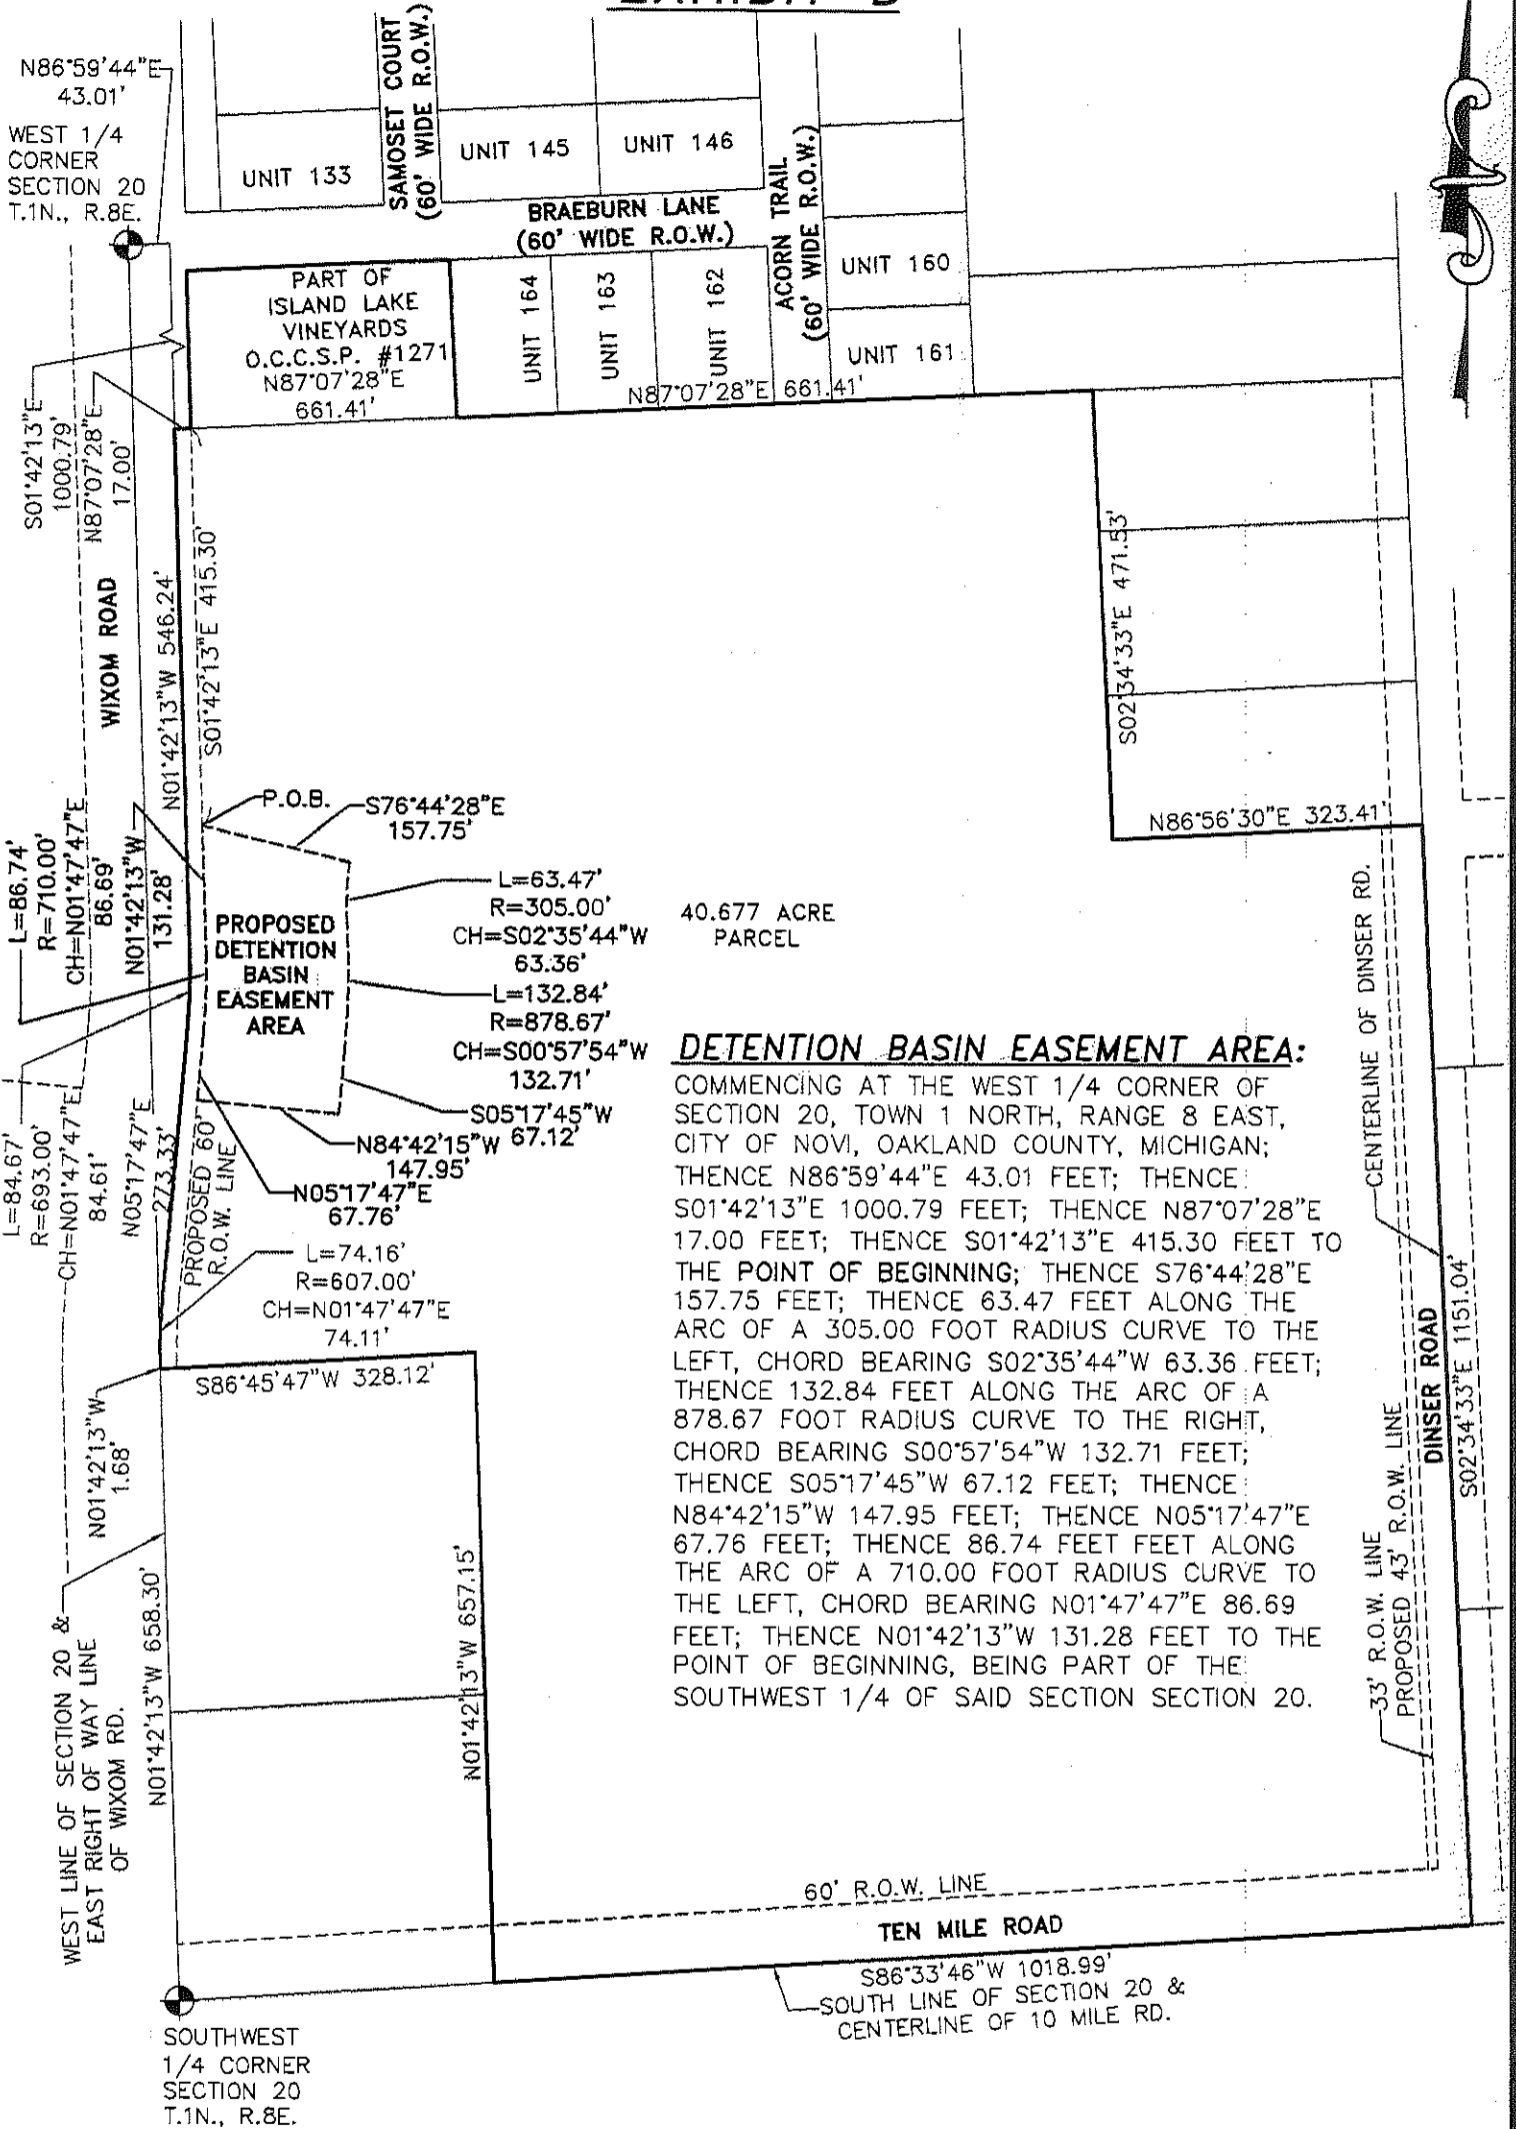 N86°59'44"E
43.01'
WEST 1/4
CORNER
SECTION 20
T.1N., R.8E.
SAMOSET COURT
(60' WIDE R.O.W.)
UNIT 133
UNIT 145
UNIT 146
BRAEBURN LANE
(60' WIDE R.O.W.)
ACORN TRAIL
(60' WIDE R.O.W.)
UNIT 160
UNIT 161
PART OF
ISLAND LAKE
VINEYARDS
O.C.C.S.P. #1271
N87°07'28"E
661.41'
UNIT 164
UNIT 163
UNIT 162
N87°07'28"E 661.41'
S01°42'13"E
1000.79'
N87°07'28"E
17.00'
WIXOM ROAD
N01°42'13"W 546.24'
S01°42'13"E 415.30'
S02°34'33"E 471.53'
N86°56'30"E 323.41'
P.O.B.
S76°44'28"E
157.75'
L=86.74'
R=710.00'
CH=N01°47'47"E
86.69'
N01°42'13"W
131.28'
PROPOSED
DETENTION
BASIN
EASEMENT
AREA
L=63.47'
R=305.00'
CH=S02°35'44"W
63.36'
L=132.84'
R=878.67'
CH=S00°57'54"W
132.71'
40.677 ACRE
PARCEL
S05°17'45"W
67.12'
N84°42'15"W
147.95'
N05°17'47"E
67.76'
L=84.67'
R=693.00'
CH=N01°47'47"E
84.61'
N05°17'47"E
273.33'
PROPOSED 60'
R.O.W. LINE
L=74.16'
R=607.00'
CH=N01°47'47"E
74.11'
S86°45'47"W 328.12'
DETENTION BASIN EASEMENT AREA:
COMMENCING AT THE WEST 1/4 CORNER OF
SECTION 20, TOWN 1 NORTH, RANGE 8 EAST,
CITY OF NOVI, OAKLAND COUNTY, MICHIGAN;
THENCE N86°59'44"E 43.01 FEET; THENCE
S01°42'13"E 1000.79 FEET; THENCE N87°07'28"E
17.00 FEET; THENCE S01°42'13"E 415.30 FEET TO
THE POINT OF BEGINNING; THENCE S76°44'28"E
157.75 FEET; THENCE 63.47 FEET ALONG THE
ARC OF A 305.00 FOOT RADIUS CURVE TO THE
LEFT, CHORD BEARING S02°35'44"W 63.36 FEET;
THENCE 132.84 FEET ALONG THE ARC OF A
878.67 FOOT RADIUS CURVE TO THE RIGHT,
CHORD BEARING S00°57'54"W 132.71 FEET;
THENCE S05°17'45"W 67.12 FEET; THENCE
N84°42'15"W 147.95 FEET; THENCE N05°17'47"E
67.76 FEET; THENCE 86.74 FEET FEET ALONG
THE ARC OF A 710.00 FOOT RADIUS CURVE TO
THE LEFT, CHORD BEARING N01°47'47"E 86.69
FEET; THENCE N01°42'13"W 131.28 FEET TO THE
POINT OF BEGINNING, BEING PART OF THE
SOUTHWEST 1/4 OF SAID SECTION SECTION 20.
CENTERLINE OF DINSER RD.
DINSER ROAD
S02°34'33"E 1151.04'
33' R.O.W. LINE
PROPOSED 43' R.O.W. LINE
N01°42'13"W
1.68'
WEST LINE OF SECTION 20 &
EAST RIGHT OF WAY LINE
OF WIXOM RD.
N01°42'13"W 658.30'
N01°42'13"W 657.15'
60' R.O.W. LINE
TEN MILE ROAD
S86°33'46"W 1018.99'
SOUTH LINE OF SECTION 20 &
CENTERLINE OF 10 MILE RD.
SOUTHWEST
1/4 CORNER
SECTION 20
T.1N., R.8E.